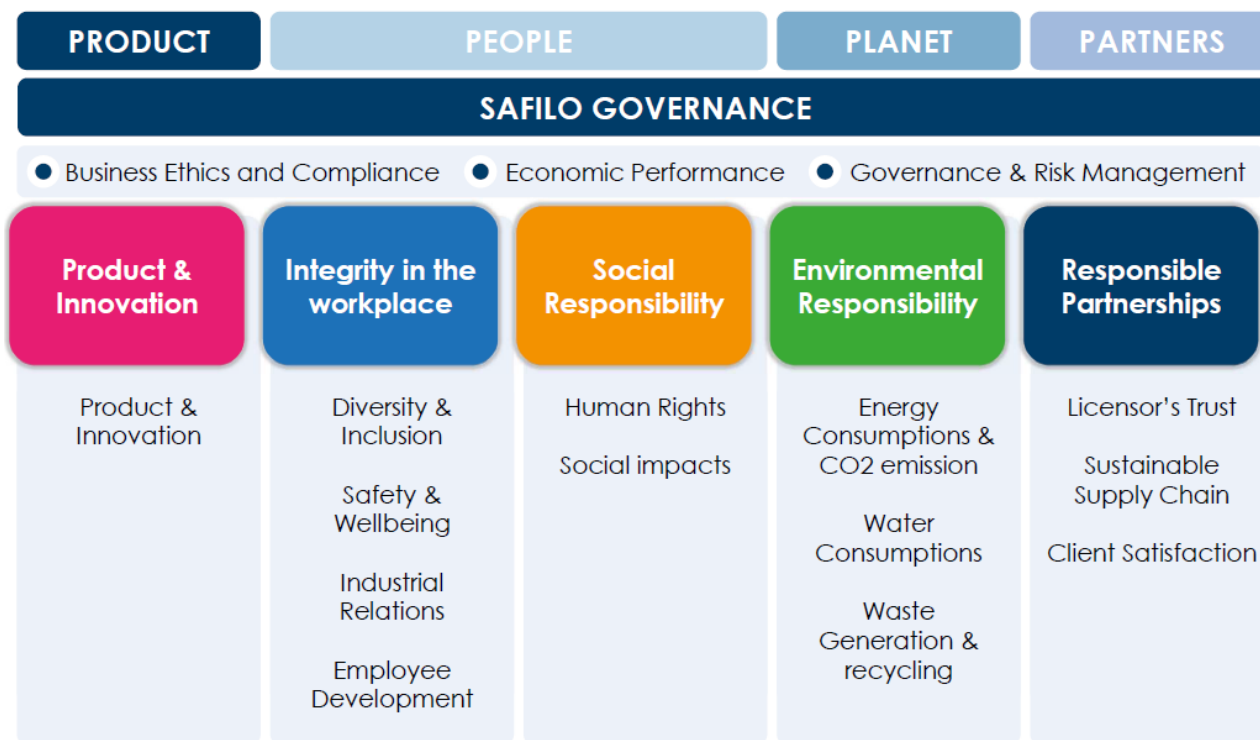 PRODUCT
PEOPLE
PLANET
PARTNERS
SAFILO GOVERNANCE
Business Ethics and Compliance
Economic Performance
Governance & Risk Management
Product &
Innovation
Integrity in the
workplace
Social
Responsibility
Environmental
Responsibility
Responsible
Partnerships
Product &
Innovation
Diversity &
Inclusion
Safety &
Wellbeing
Industrial
Relations
Employee
Development
Human Rights
Social impacts
Energy
Consumptions &
CO2 emission
Water
Consumptions
Waste
Generation &
recycling
Licensor's Trust
Sustainable
Supply Chain
Client Satisfaction